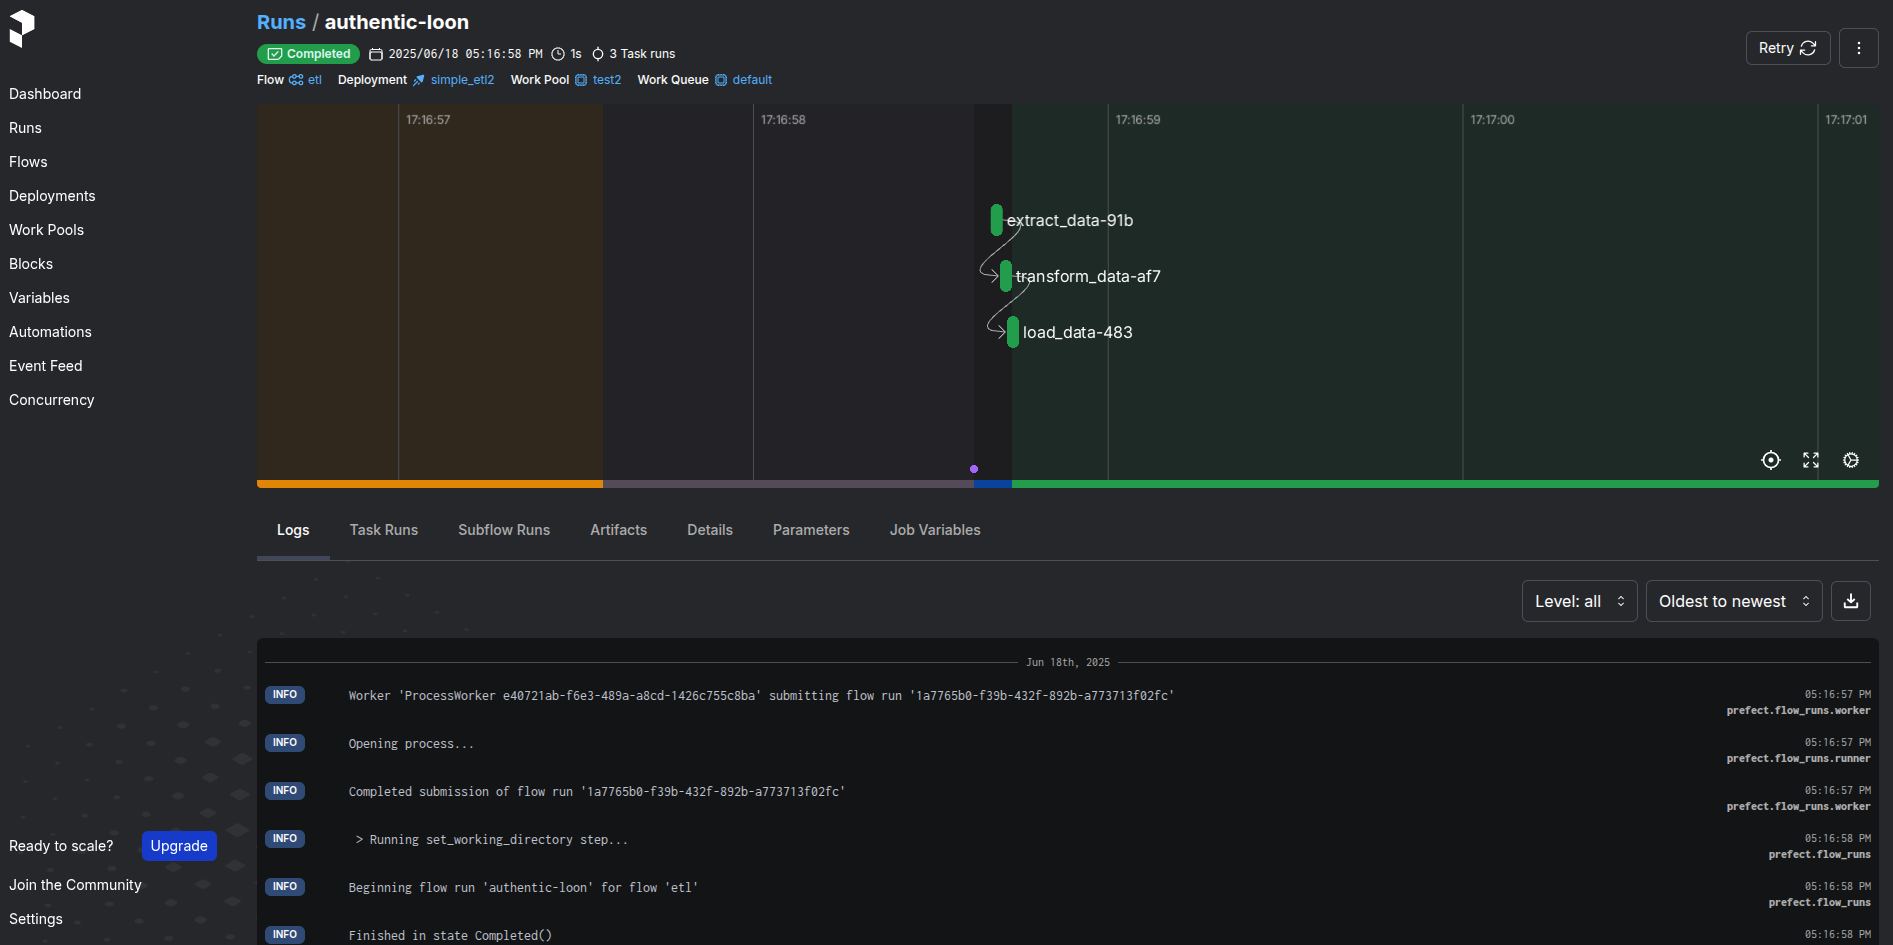 Runs / authentic-loon
Completed 2025/06/18 05:16:58 PM 1s 3 Task runs
Flow etl Deployment simple_etl2 Work Pool test2 Work Queue default
Retry
Dashboard
Runs
Flows
Deployments
Work Pools
Blocks
Variables
Automations
Event Feed
Concurrency
17:16:57 17:16:58 17:16:59 17:17:00 17:17:01
extract_data-91b
transform_data-af7
load_data-483
Logs Task Runs Subflow Runs Artifacts Details Parameters Job Variables
Level: all Oldest to newest
Jun 18th, 2025
INFO Worker 'ProcessWorker e40721ab-f6e3-489a-a8cd-1426c755c8ba' submitting flow run '1a7765b0-f39b-432f-892b-a773713f02fc' 05:16:57 PM
prefect.flow_runs.worker
INFO Opening process... 05:16:57 PM
prefect.flow_runs.runner
INFO Completed submission of flow run '1a7765b0-f39b-432f-892b-a773713f02fc' 05:16:57 PM
prefect.flow_runs.worker
INFO > Running set_working_directory step... 05:16:58 PM
prefect.flow_runs
INFO Beginning flow run 'authentic-loon' for flow 'etl' 05:16:58 PM
prefect.flow_runs
INFO Finished in state Completed() 05:16:58 PM
Ready to scale? Upgrade
Join the Community
Settings